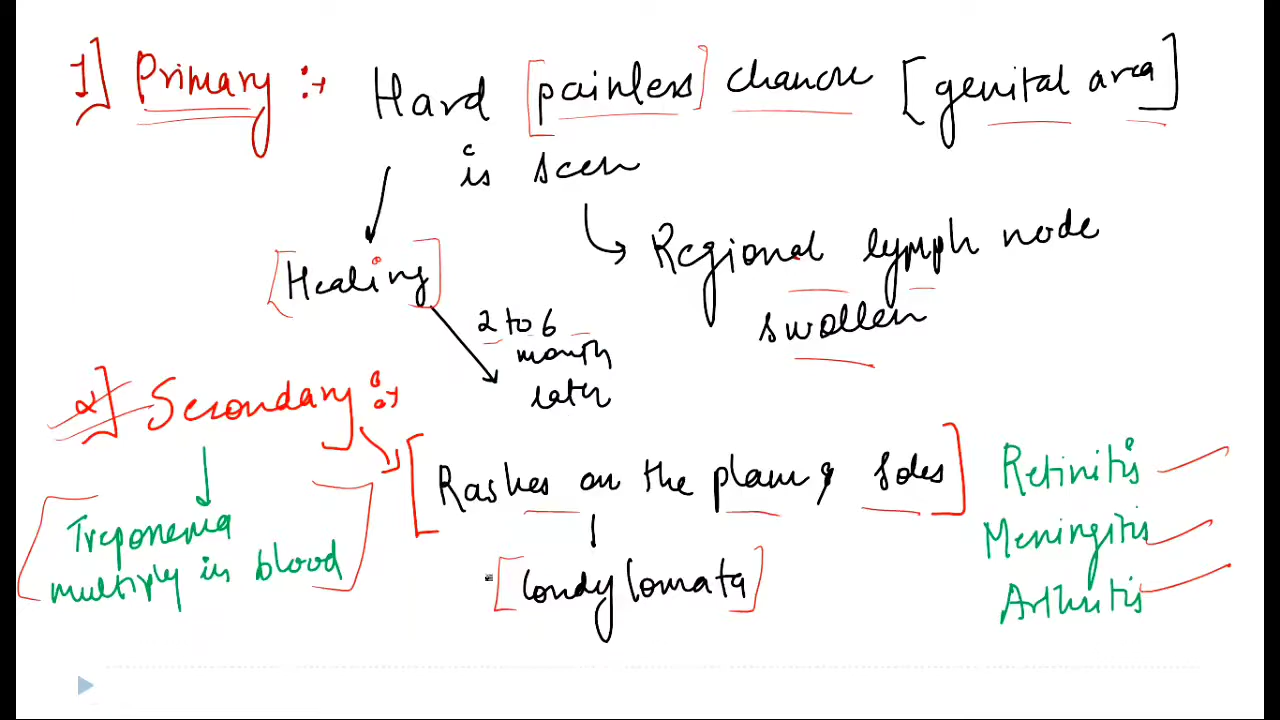 1] Primary :→ Hard [painless] chancre [genital area]
is seen
Regional lymph node
swollen
[Healing]
2 to 6
month
later
2] Secondary :→
[Rashes on the plam & soles]
[Condylomata]
[Treponema
multiply in blood]
Retinitis
Meningitis
Arthritis